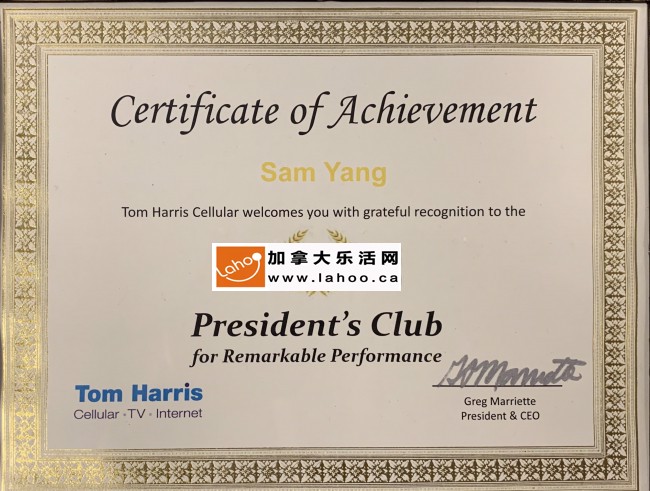 Certificate of Achievement
Sam Yang
Tom Harris Cellular welcomes you with grateful recognition to the
Lahoo 加拿大乐活网
www.lahoo.ca
President's Club
for Remarkable Performance
Tom Harris
Cellular · TV · Internet
Greg Marriette
President & CEO